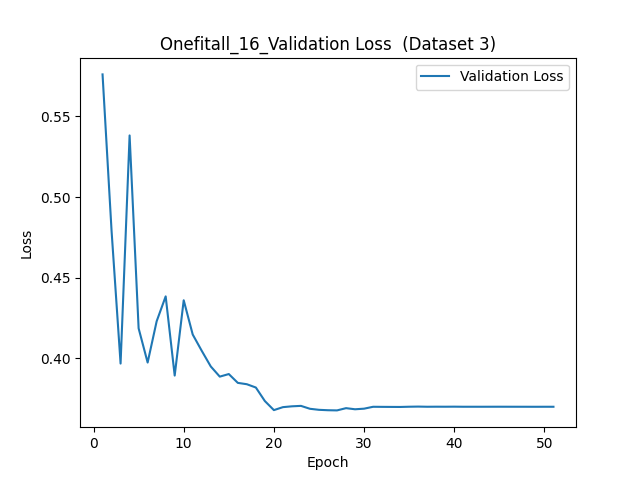 Onefitall_16_Validation Loss  (Dataset 3)
Validation Loss
0.55
0.50
0.45
0.40
Loss
0 10 20 30 40 50
Epoch